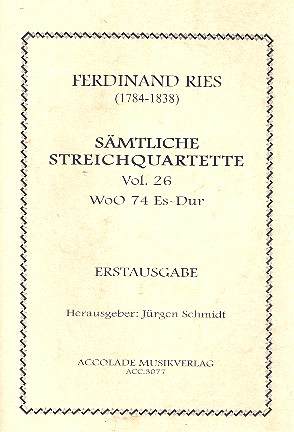 FERDINAND RIES
(1784-1838)
SÄMTLICHE
STREICHQUARTETTE
Vol. 26
WoO 74 Es-Dur
ERSTAUSGABE
Herausgeber: Jürgen Schmidt
ACCOLADE MUSIKVERLAG
ACC.3077